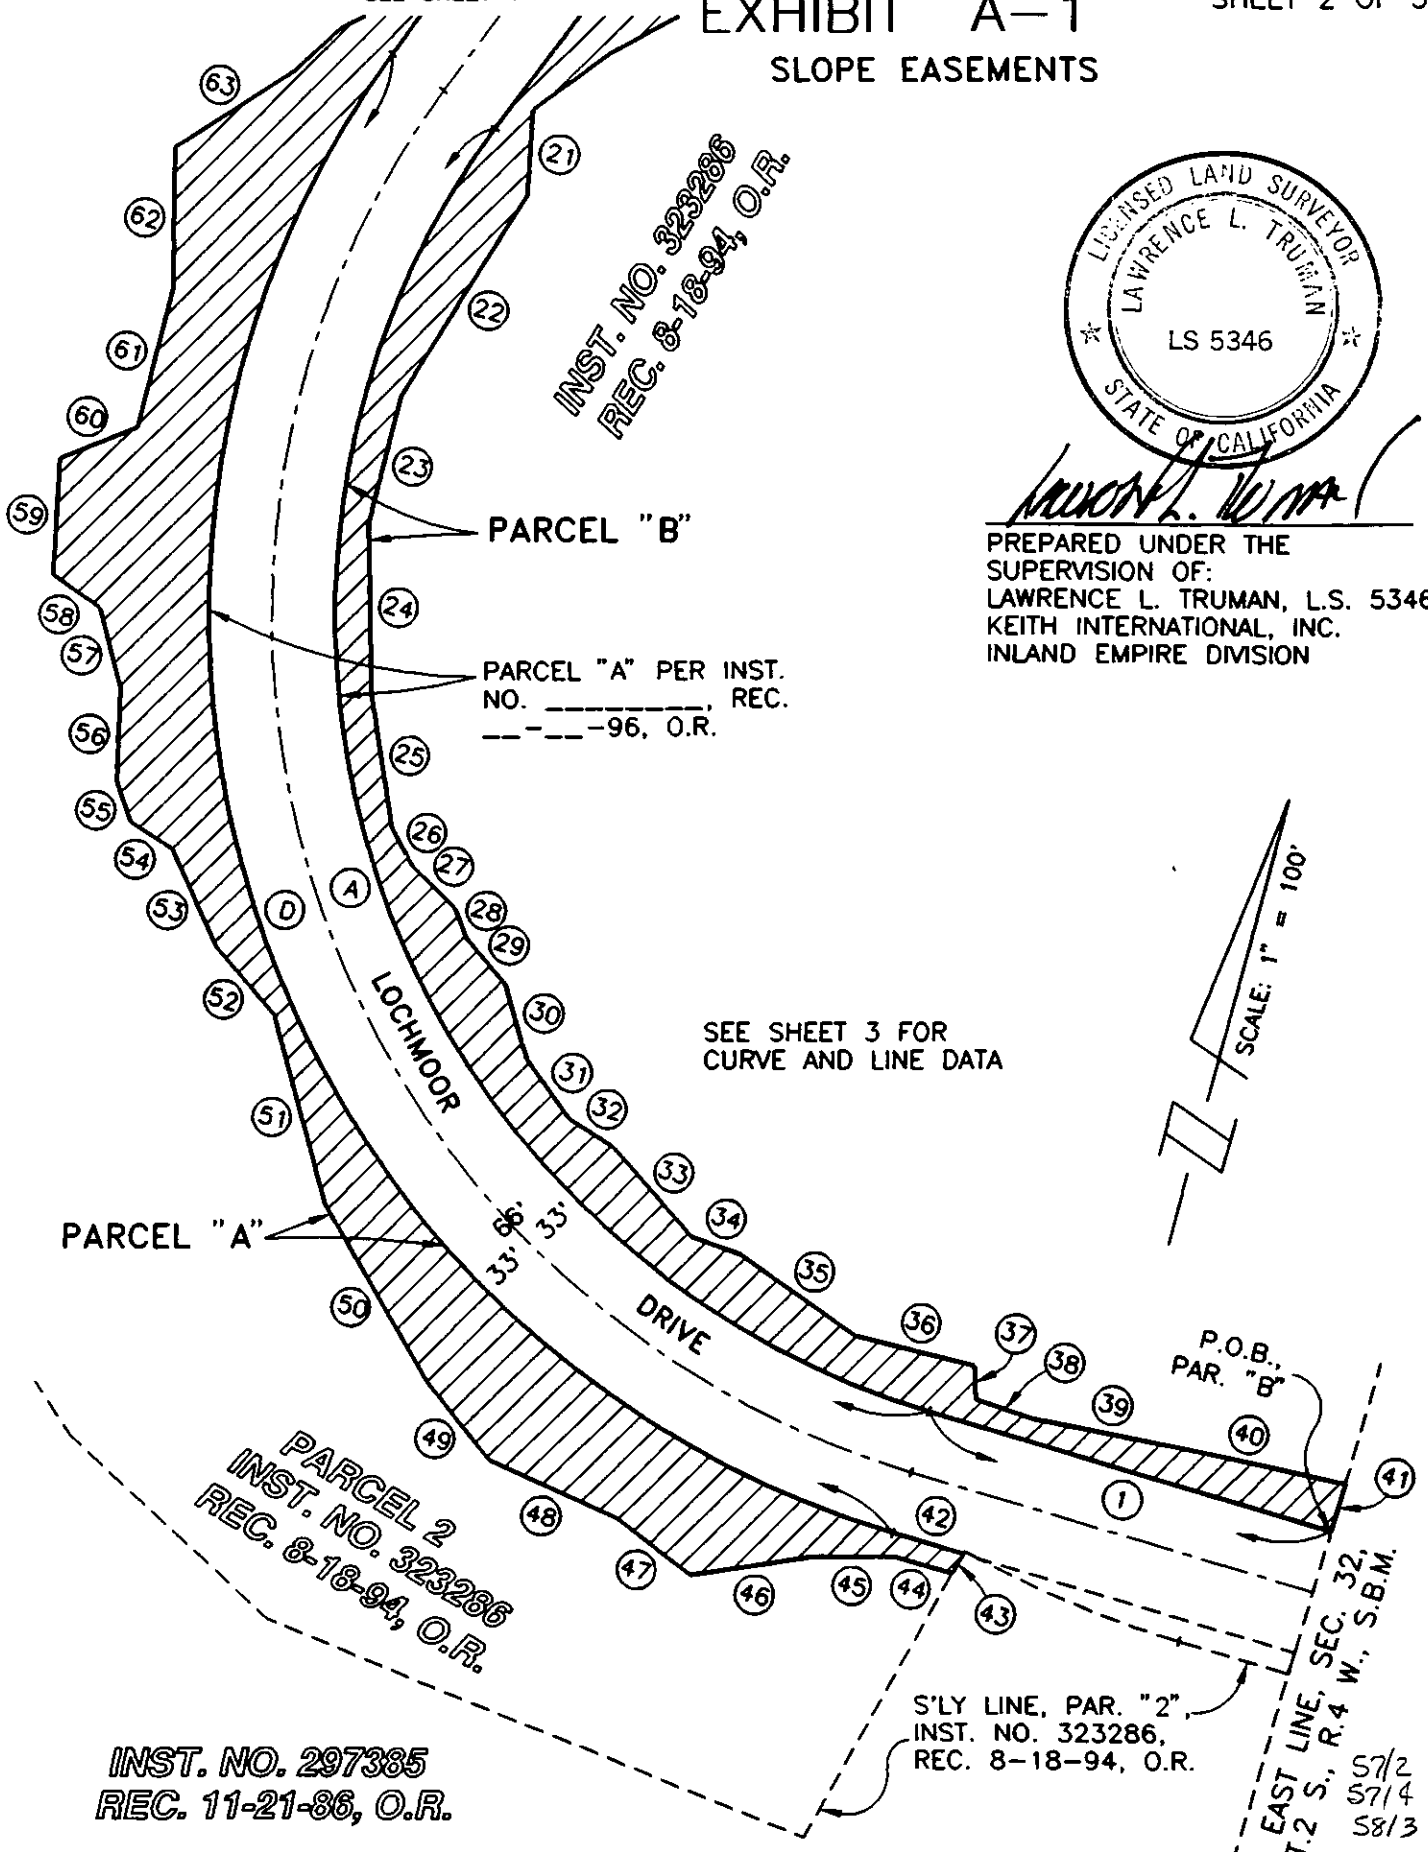 EXHIBIT A-1
SHEET 2 OF
SLOPE EASEMENTS
63
21
62
22
61
60
23
59
INST. NO. 323286
REC. 8-18-94, O.R.
LICENSED LAND SURVEYOR
LAWRENCE L. TRUMAN
LS 5346
STATE OF CALIFORNIA
PREPARED UNDER THE
SUPERVISION OF:
LAWRENCE L. TRUMAN, L.S. 5346
KEITH INTERNATIONAL, INC.
INLAND EMPIRE DIVISION
PARCEL "B"
24
58
57
PARCEL "A" PER INST.
NO. _________, REC.
__-__-96, O.R.
56
25
55
26
54
27
A
D
53
28
29
52
30
LOCHMOOR
SEE SHEET 3 FOR
CURVE AND LINE DATA
SCALE: 1" = 100'
31
32
51
33
34
66'
33'
33'
PARCEL "A"
35
50
DRIVE
36
37
38
39
40
P.O.B.,
PAR. "B"
41
49
1
42
48
47
46
45
44
43
PARCEL 2
INST. NO. 323286
REC. 8-18-94, O.R.
S'LY LINE, PAR. "2",
INST. NO. 323286,
REC. 8-18-94, O.R.
EAST LINE, SEC. 32,
T.2 S., R.4 W., S.B.M.
INST. NO. 297385
REC. 11-21-86, O.R.
57/2
57/4
58/3